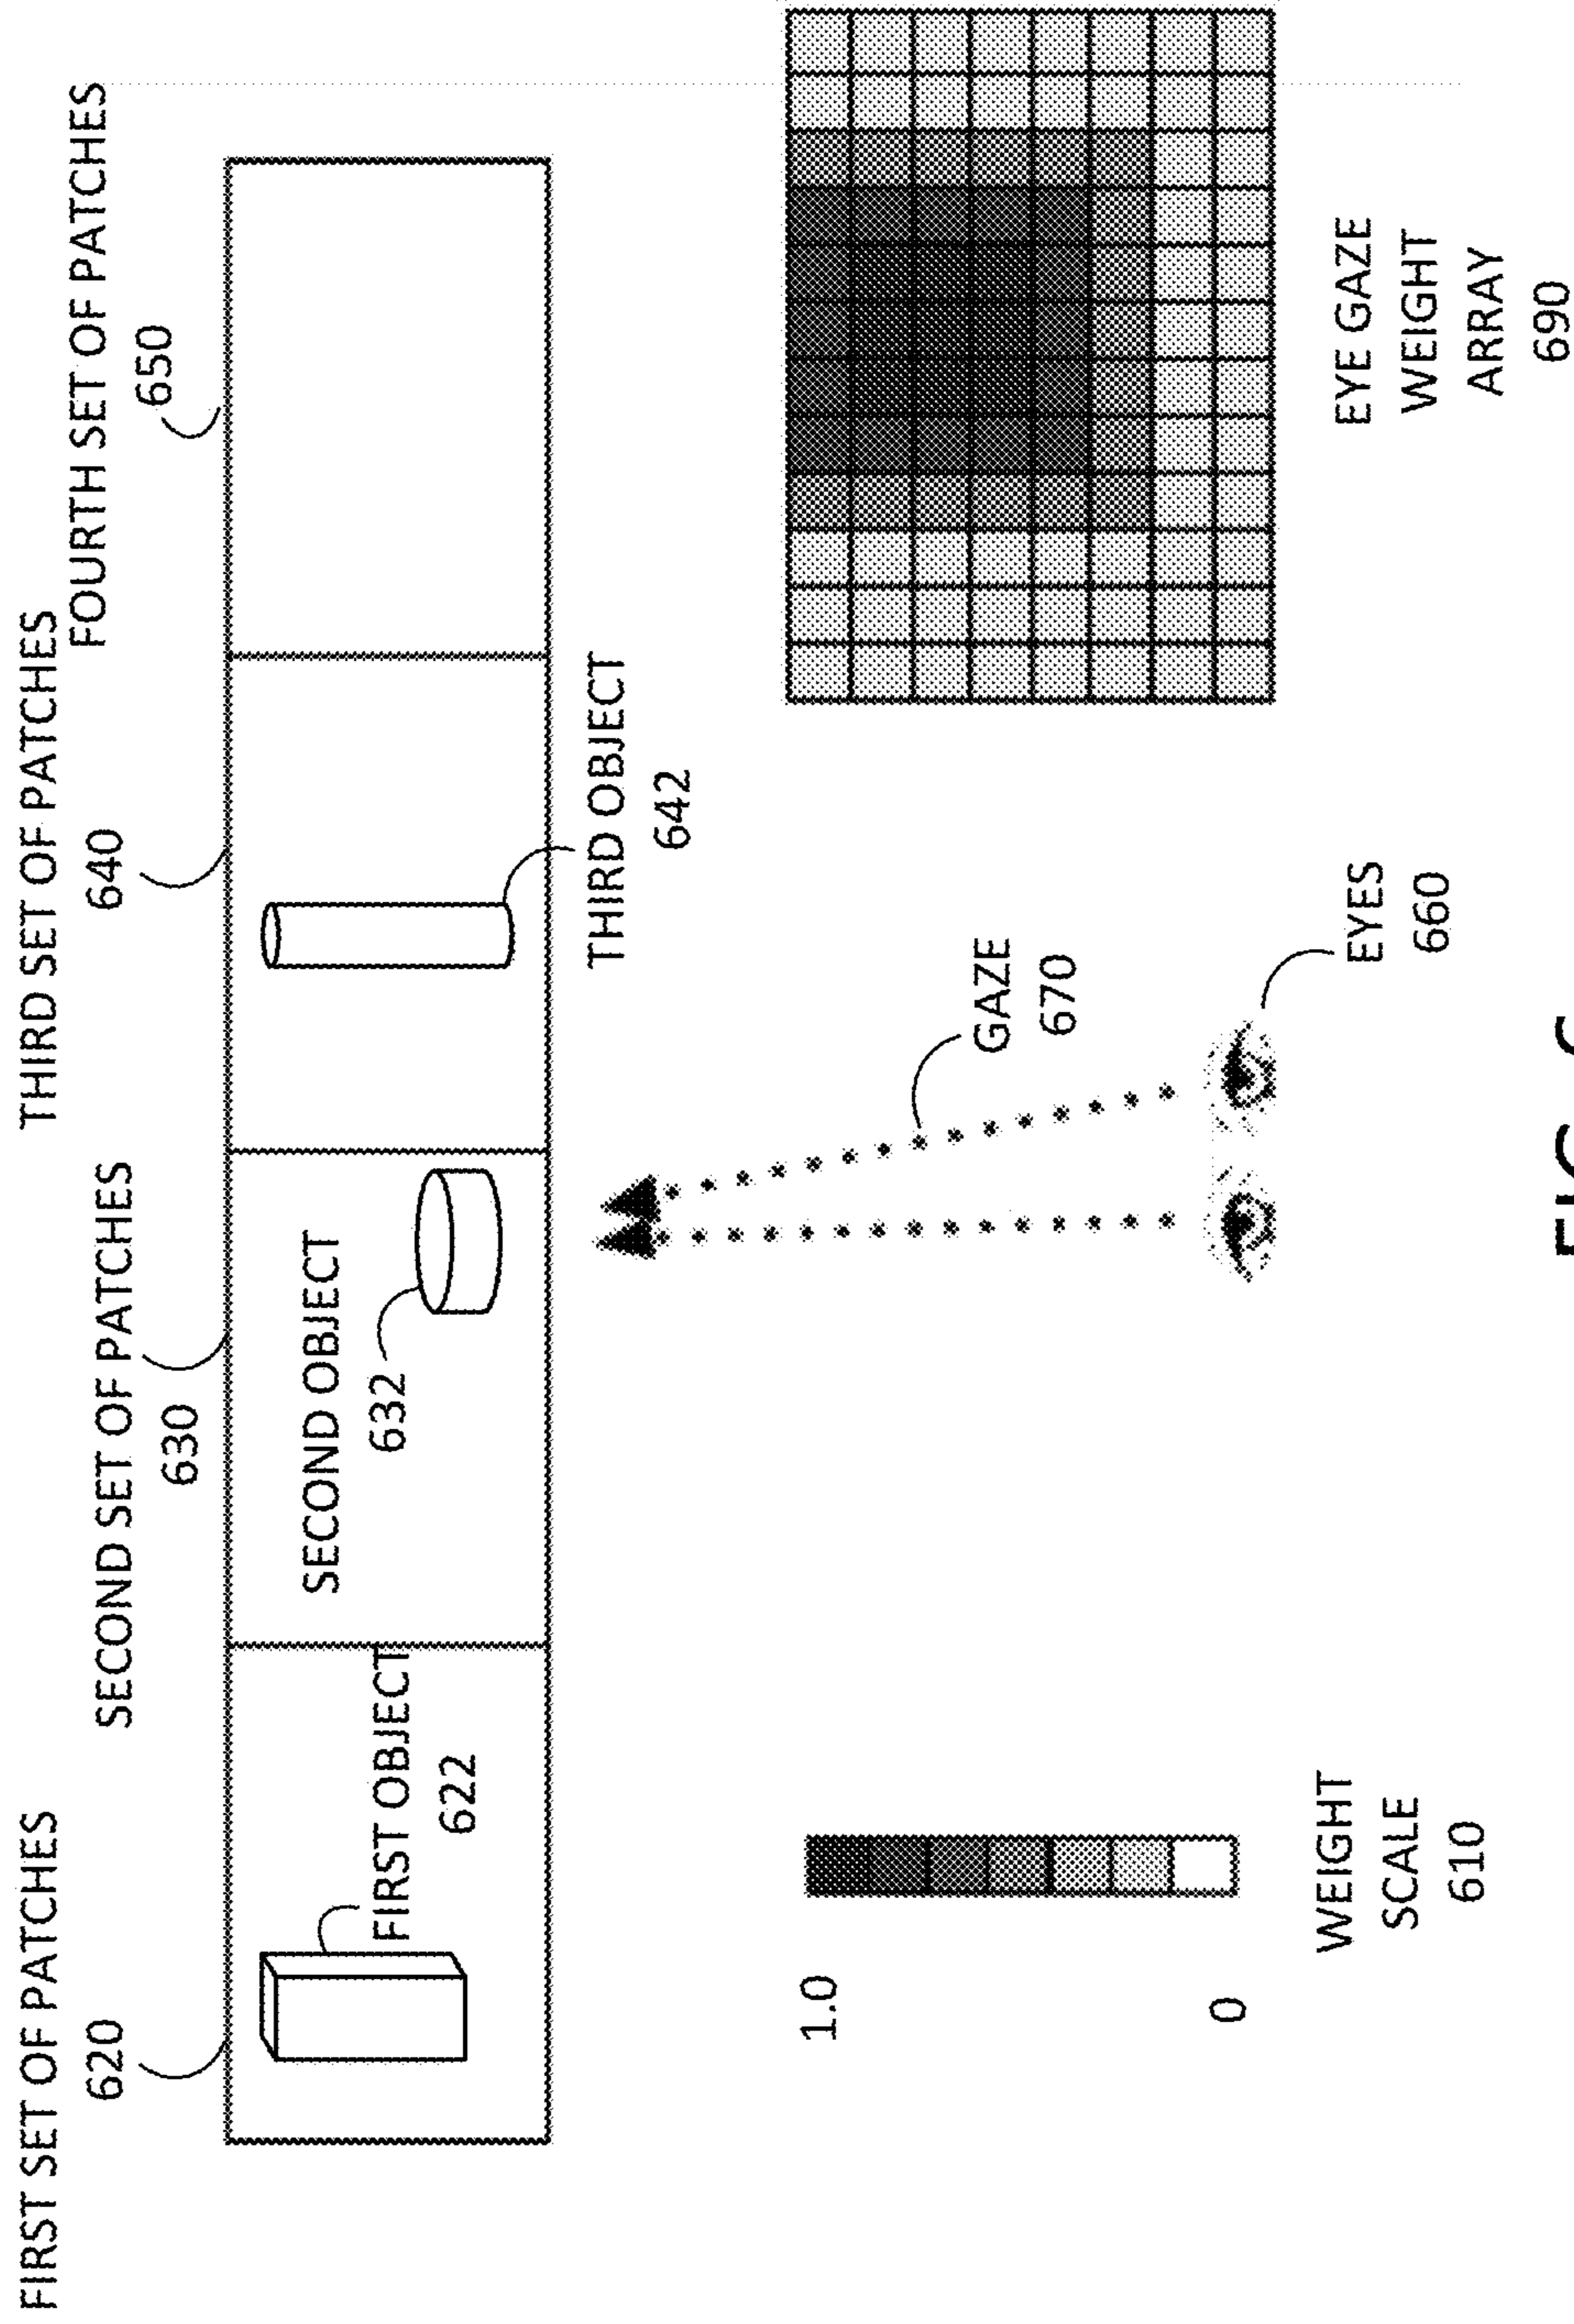 FIRST SET OF PATCHES
620
SECOND SET OF PATCHES
630
THIRD SET OF PATCHES
640
FOURTH SET OF PATCHES
650
FIRST OBJECT
622
SECOND OBJECT
632
THIRD OBJECT
642
1.0
0
WEIGHT
SCALE
610
GAZE
670
EYES
660
EYE GAZE
WEIGHT
ARRAY
690